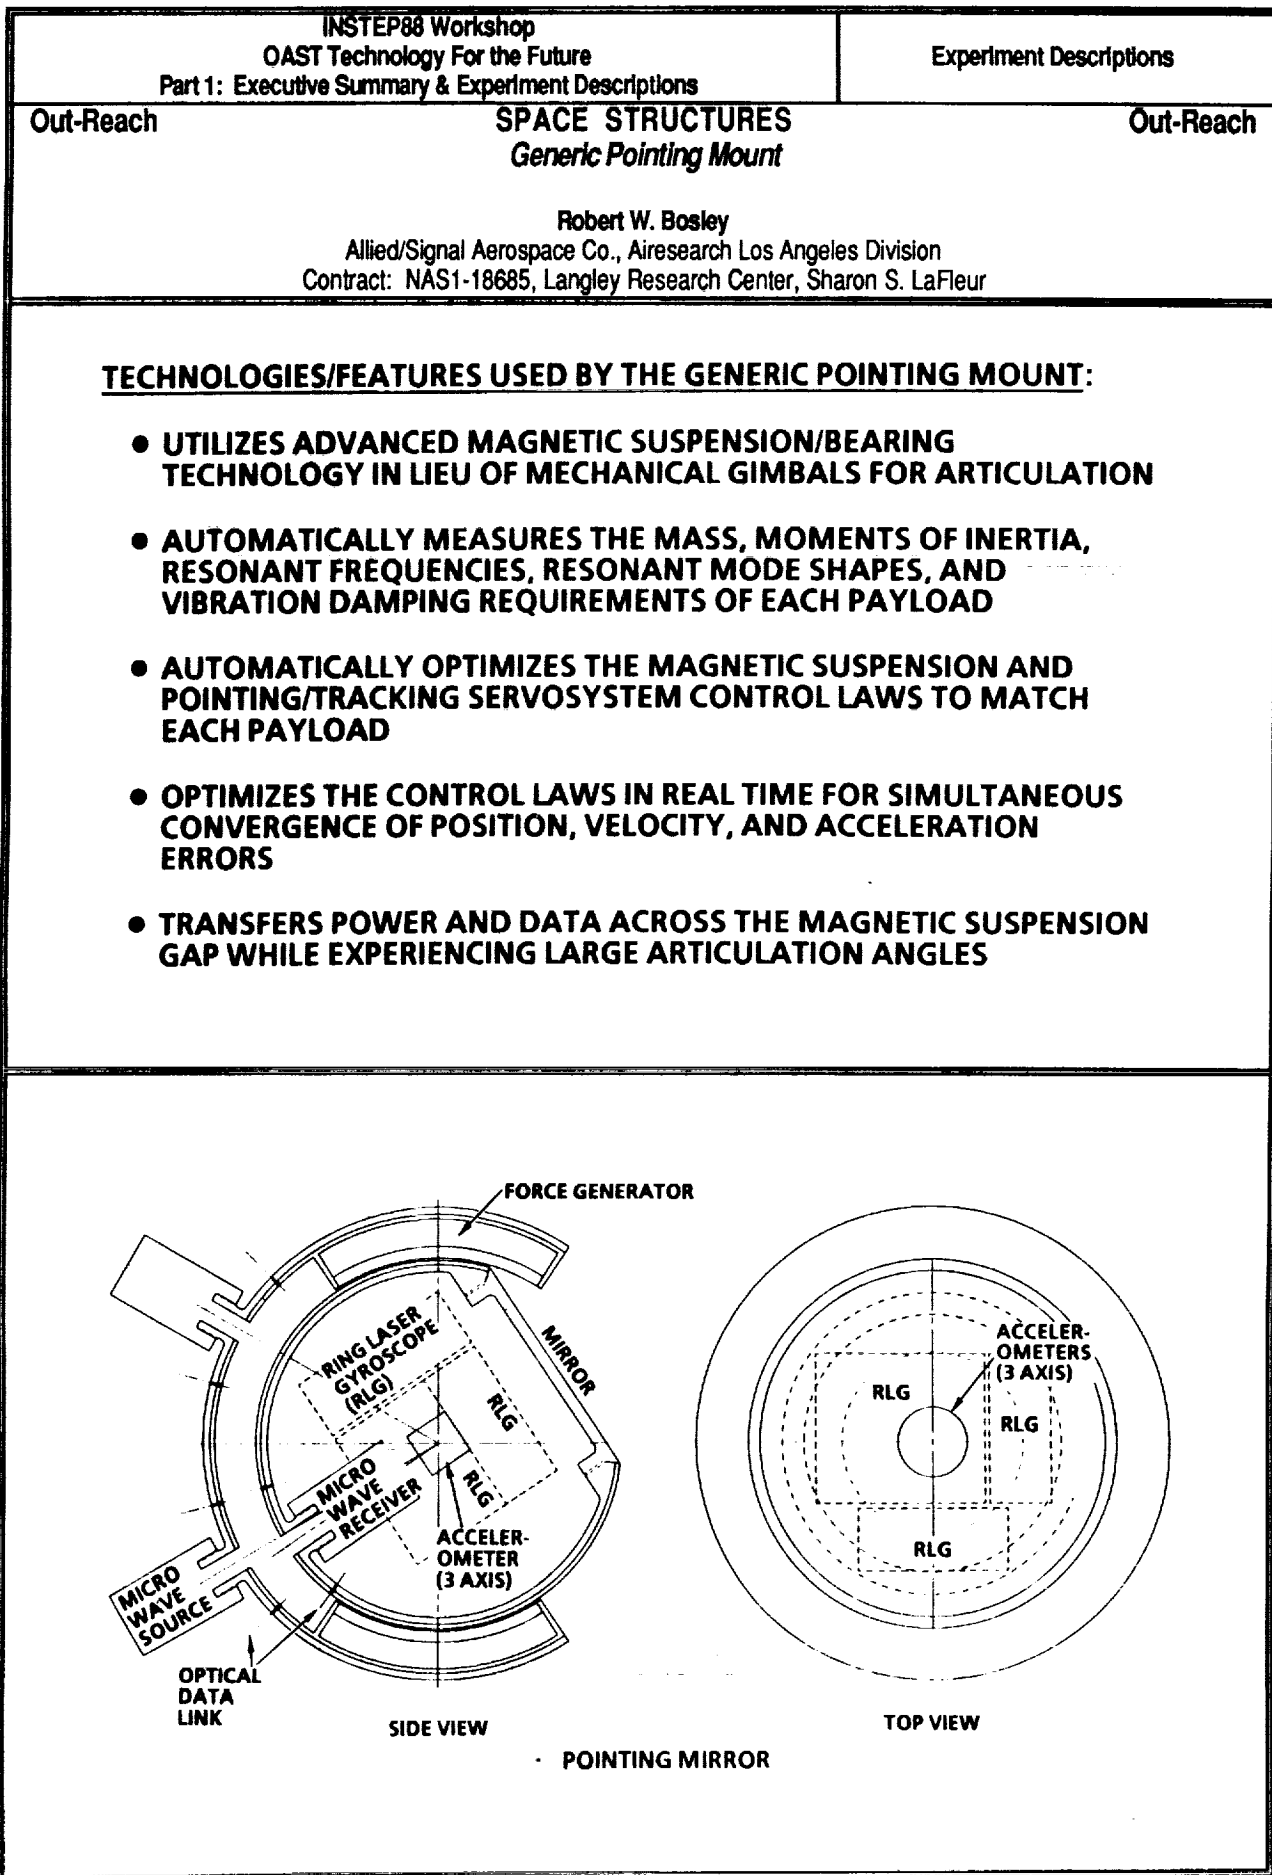 INSTEP88 Workshop
OAST Technology For the Future
Part 1: Executive Summary & Experiment Descriptions
Experiment Descriptions
Out-Reach
SPACE STRUCTURES
Out-Reach
Generic Pointing Mount
Robert W. Bosley
Allied/Signal Aerospace Co., Airesearch Los Angeles Division
Contract: NAS1-18685, Langley Research Center, Sharon S. LaFleur
TECHNOLOGIES/FEATURES USED BY THE GENERIC POINTING MOUNT:
● UTILIZES ADVANCED MAGNETIC SUSPENSION/BEARING
TECHNOLOGY IN LIEU OF MECHANICAL GIMBALS FOR ARTICULATION
● AUTOMATICALLY MEASURES THE MASS, MOMENTS OF INERTIA,
RESONANT FREQUENCIES, RESONANT MODE SHAPES, AND
VIBRATION DAMPING REQUIREMENTS OF EACH PAYLOAD
● AUTOMATICALLY OPTIMIZES THE MAGNETIC SUSPENSION AND
POINTING/TRACKING SERVOSYSTEM CONTROL LAWS TO MATCH
EACH PAYLOAD
● OPTIMIZES THE CONTROL LAWS IN REAL TIME FOR SIMULTANEOUS
CONVERGENCE OF POSITION, VELOCITY, AND ACCELERATION
ERRORS
● TRANSFERS POWER AND DATA ACROSS THE MAGNETIC SUSPENSION
GAP WHILE EXPERIENCING LARGE ARTICULATION ANGLES
FORCE GENERATOR
RING LASER
GYROSCOPE
(RLG)
MIRROR
RLG
RLG
MICRO
WAVE
RECEIVER
ACCELER-
OMETER
(3 AXIS)
MICRO
WAVE
SOURCE
OPTICAL
DATA
LINK
SIDE VIEW
ACCELER-
OMETERS
(3 AXIS)
RLG
RLG
RLG
TOP VIEW
POINTING MIRROR